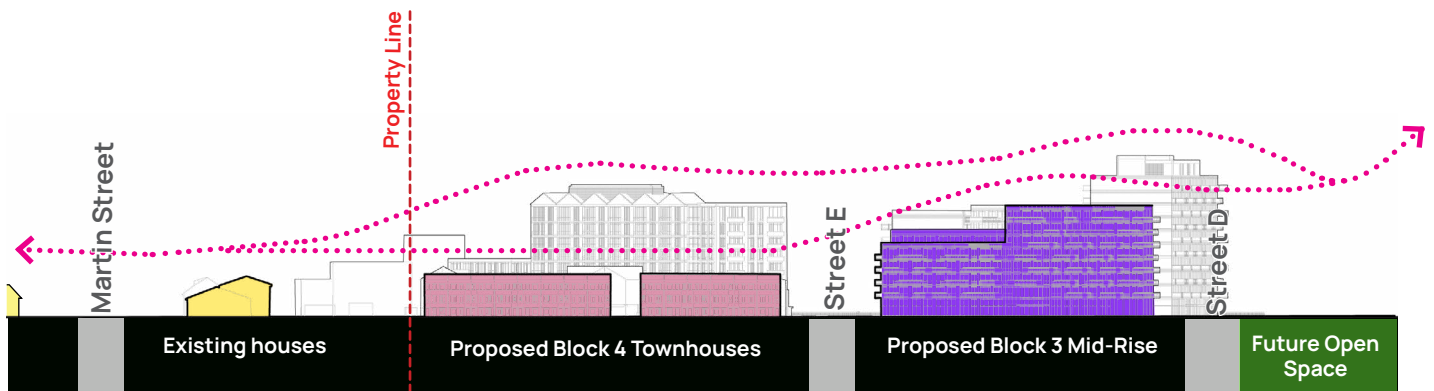 Property Line
Martin Street
Street E
Street D
Existing houses
Proposed Block 4 Townhouses
Proposed Block 3 Mid-Rise
Future Open
Space